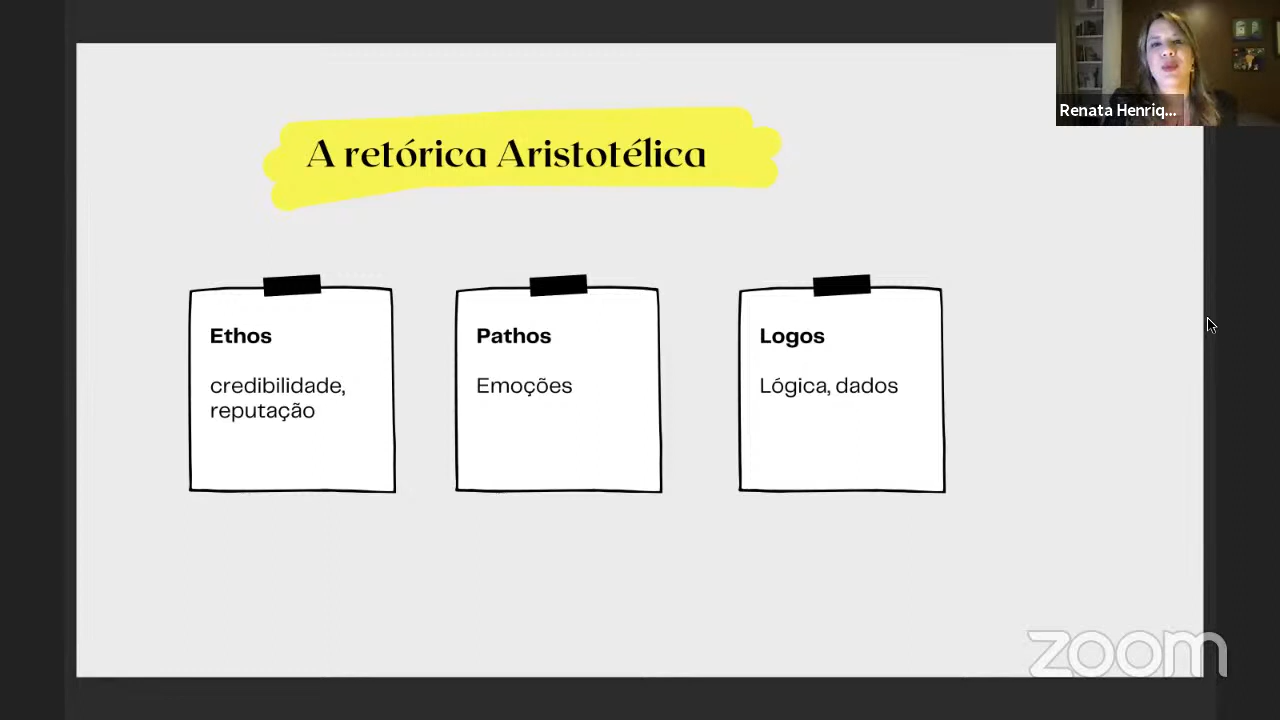 Renata Henriq...
A retórica Aristotélica
Ethos
credibilidade,
reputação
Pathos
Emoções
Logos
Lógica, dados
zoom